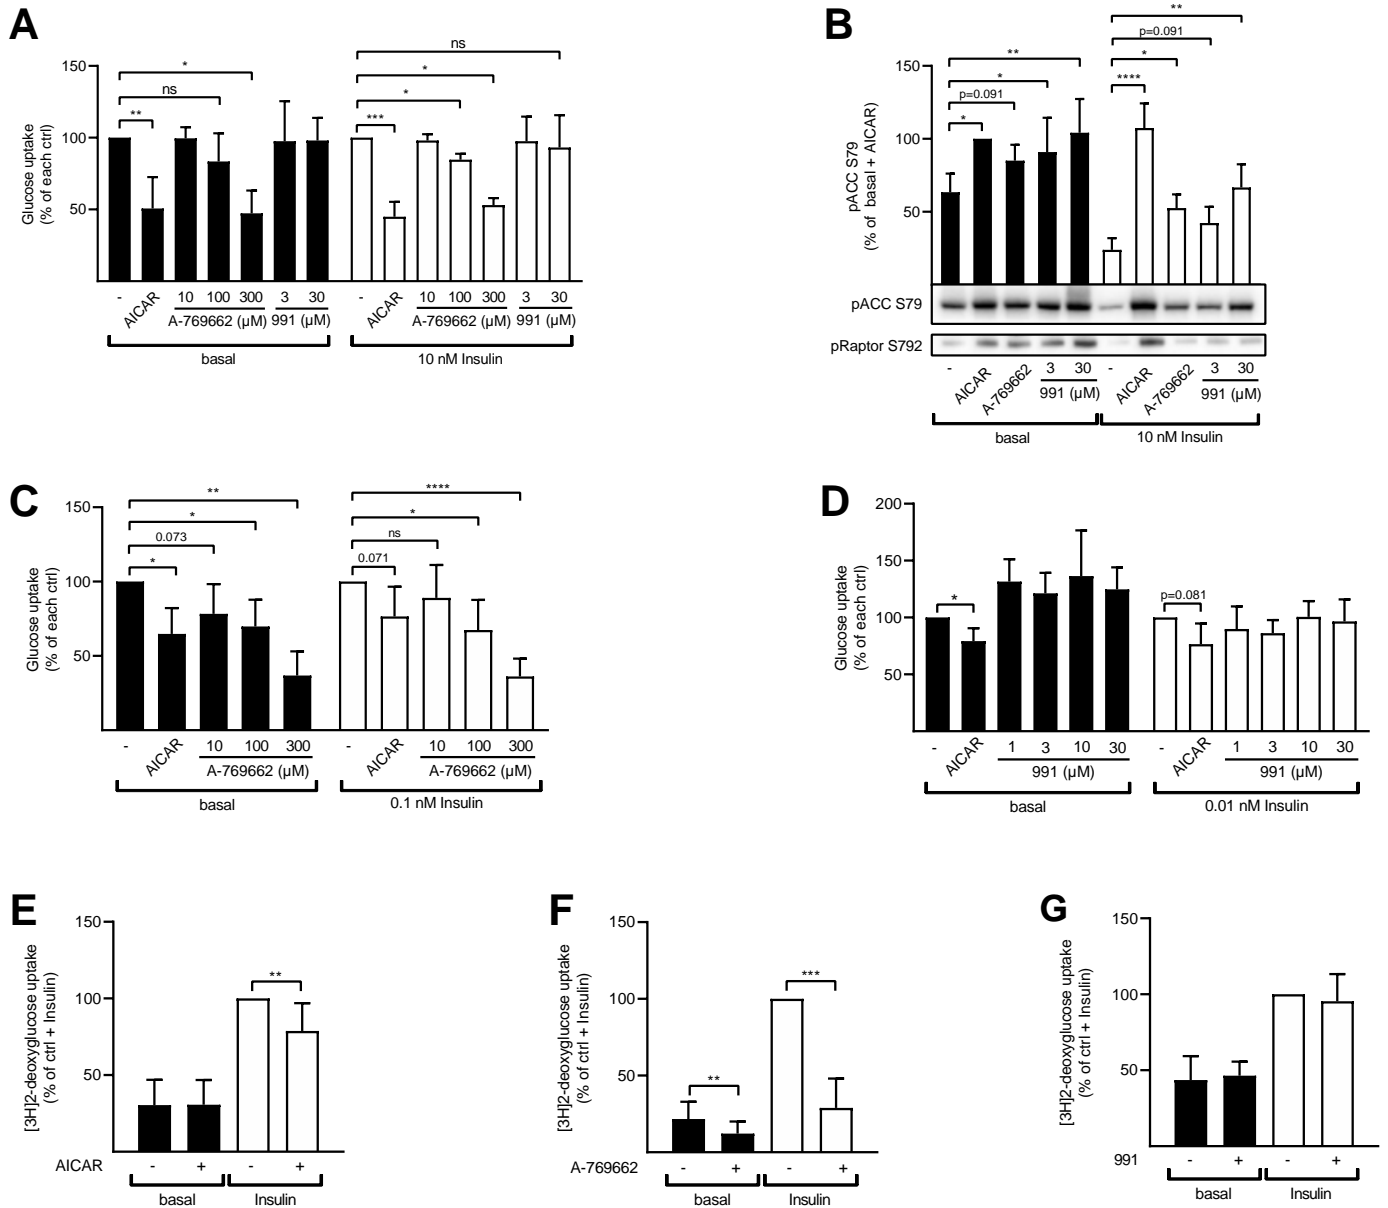 A
ns
*
*
ns
*
**
***
150
100
50
Glucose uptake
(% of each ctrl)
- AICAR 10 100 300 3 30 - AICAR 10 100 300 3 30
A-769662 (µM) 991 (µM) A-769662 (µM) 991 (µM)
basal 10 nM Insulin
B
**
p=0.091
**
*
*
****
p=0.091
*
150
100
50
pACC S79
(% of basal + AICAR)
pACC S79
pRaptor S792
- AICAR A-769662 3 30 - AICAR A-769662 3 30
991 (µM) 991 (µM)
basal 10 nM Insulin
C
****
**
*
*
0.073
ns
*
0.071
150
100
50
Glucose uptake
(% of each ctrl)
- AICAR 10 100 300 - AICAR 10 100 300
A-769662 (µM) A-769662 (µM)
basal 0.1 nM Insulin
D
200
150
100
50
*
p=0.081
Glucose uptake
(% of each ctrl)
- AICAR 1 3 10 30 - AICAR 1 3 10 30
991 (µM) 991 (µM)
basal 0.01 nM Insulin
E
150
100
50
**
[3H]2-deoxyglucose uptake
(% of ctrl + Insulin)
AICAR - + - +
basal Insulin
F
150
100
50
***
**
[3H]2-deoxyglucose uptake
(% of ctrl + Insulin)
A-769662 - + - +
basal Insulin
G
150
100
50
[3H]2-deoxyglucose uptake
(% of ctrl + Insulin)
991 - + - +
basal Insulin